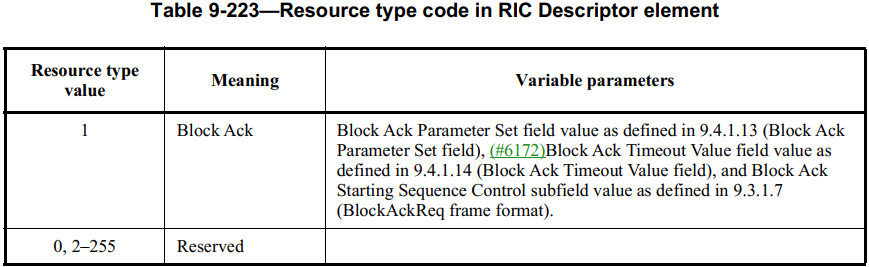 Table 9-223—Resource type code in RIC Descriptor element
Resource type value
Meaning
Variable parameters
1
Block Ack
Block Ack Parameter Set field value as defined in 9.4.1.13 (Block Ack
Parameter Set field), (#6172)Block Ack Timeout Value field value as
defined in 9.4.1.14 (Block Ack Timeout Value field), and Block Ack
Starting Sequence Control subfield value as defined in 9.3.1.7
(BlockAckReq frame format).
0, 2–255
Reserved